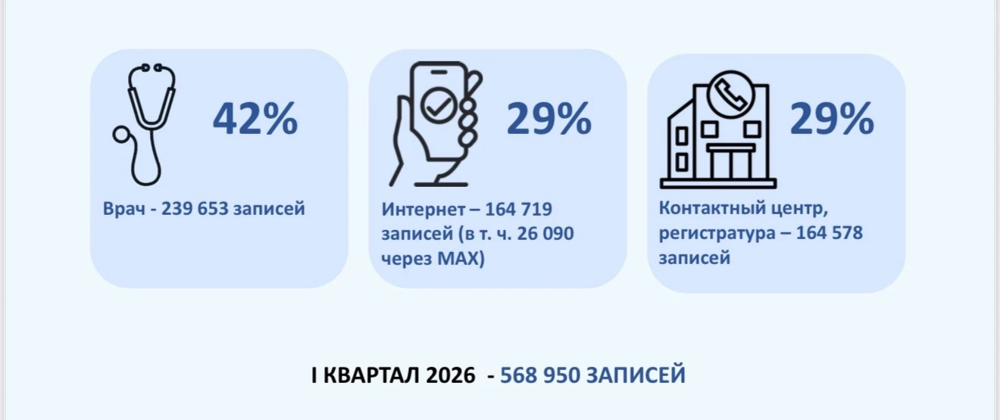 42%
Врач - 239 653 записей
29%
Интернет – 164 719
записей (в т. ч. 26 090
через МАХ)
29%
Контактный центр,
регистратура – 164 578
записей
I КВАРТАЛ 2026 - 568 950 ЗАПИСЕЙ